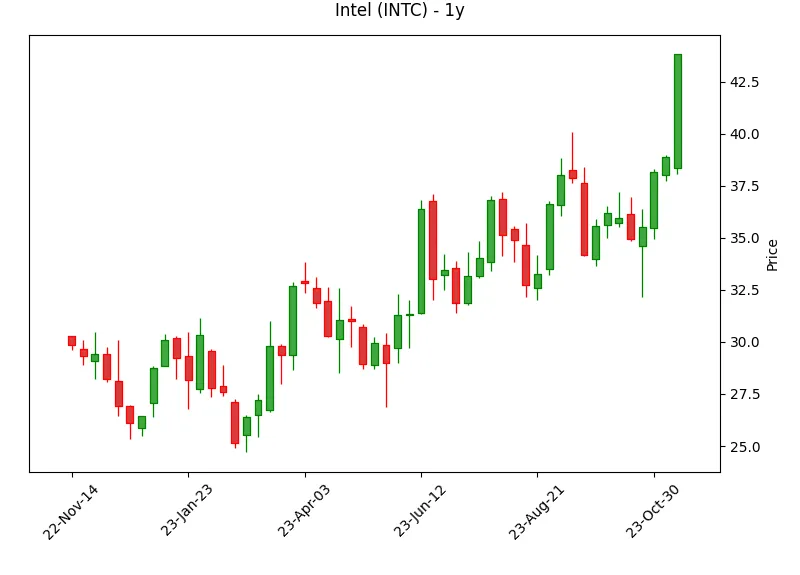 Intel (INTC) - 1y
42.5
40.0
37.5
35.0
32.5
30.0
27.5
25.0
Price
22-Nov-14
23-Jan-23
23-Apr-03
23-Jun-12
23-Aug-21
23-Oct-30